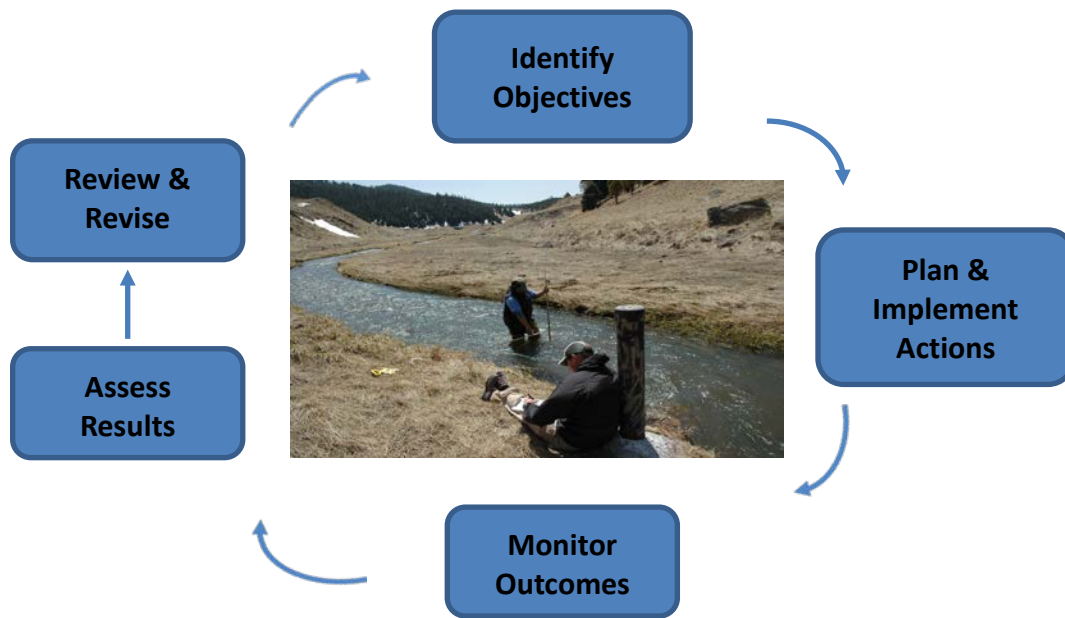 Identify
Objectives
Plan &
Implement
Actions
Monitor
Outcomes
Assess
Results
Review &
Revise